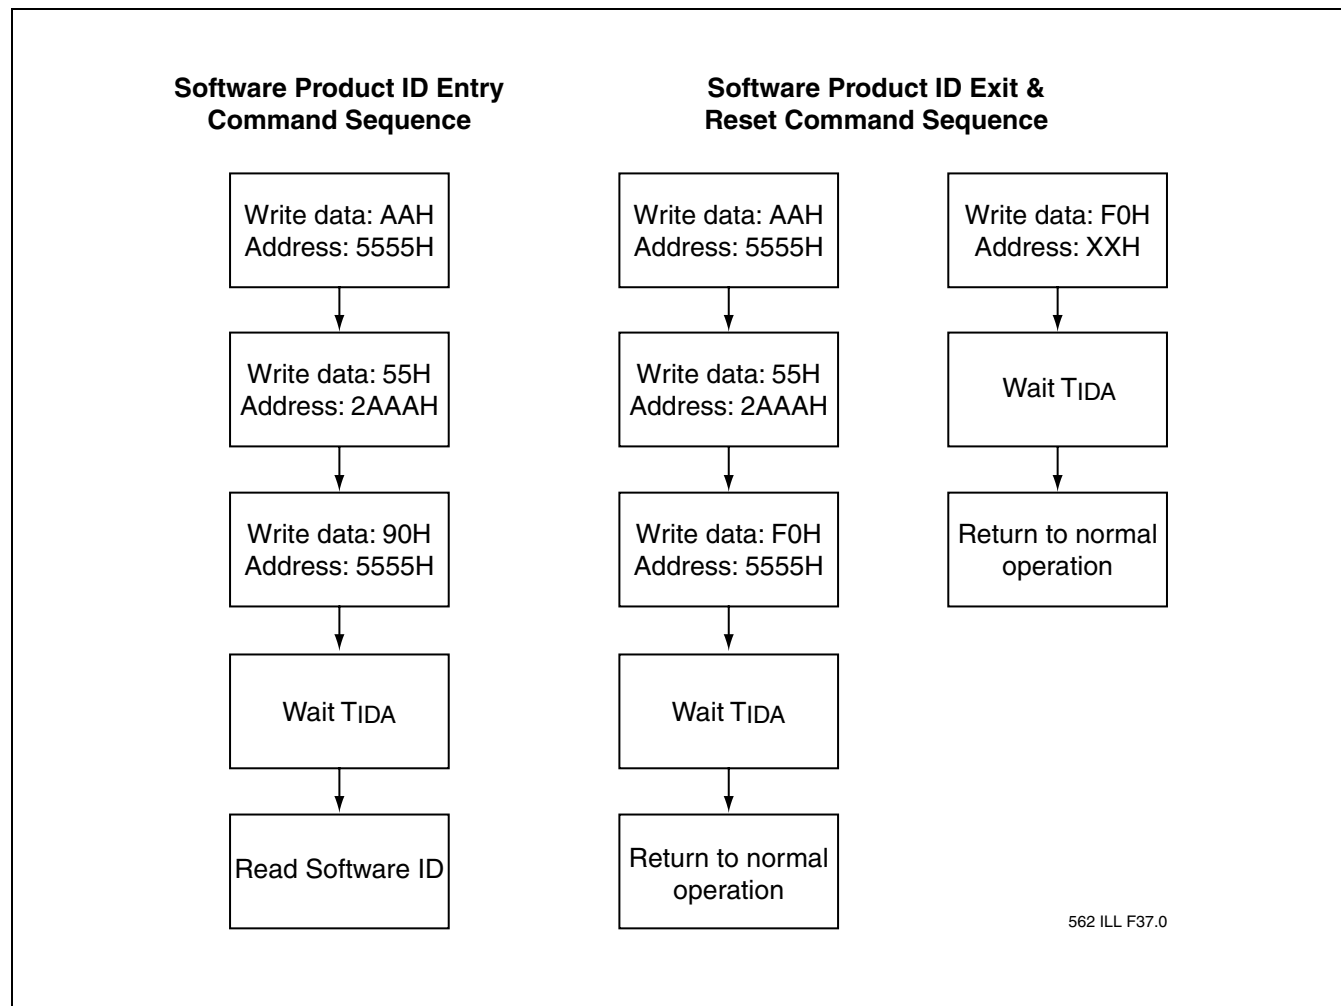 Software Product ID Entry
Command Sequence
Write data: AAH
Address: 5555H
Write data: 55H
Address: 2AAAH
Write data: 90H
Address: 5555H
Wait TIDA
Read Software ID
Software Product ID Exit &
Reset Command Sequence
Write data: AAH
Address: 5555H
Write data: 55H
Address: 2AAAH
Write data: F0H
Address: 5555H
Wait TIDA
Return to normal
operation
Write data: F0H
Address: XXH
Wait TIDA
Return to normal
operation
562 ILL F37.0